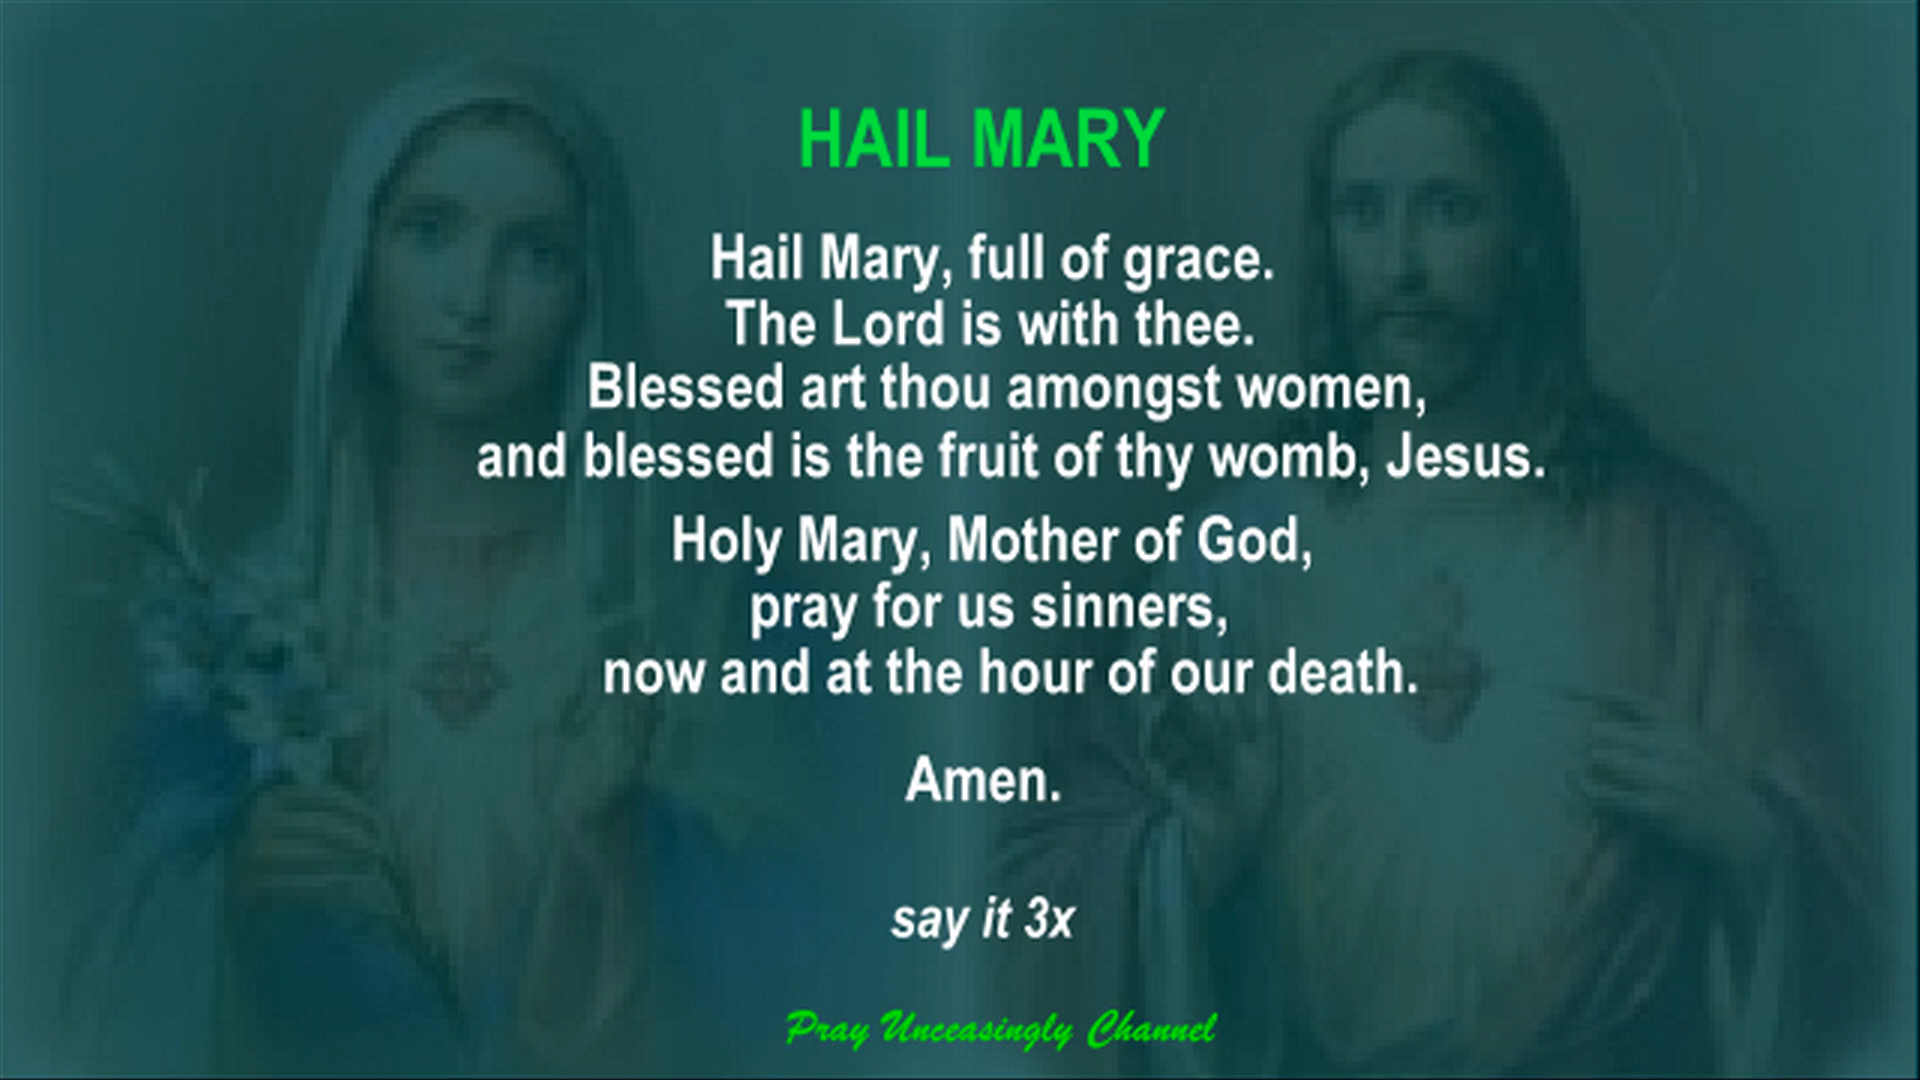 HAIL MARY
Hail Mary, full of grace.
The Lord is with thee.
Blessed art thou amongst women,
and blessed is the fruit of thy womb, Jesus.
Holy Mary, Mother of God,
pray for us sinners,
now and at the hour of our death.
Amen.
say it 3x
Pray Unceasingly Channel